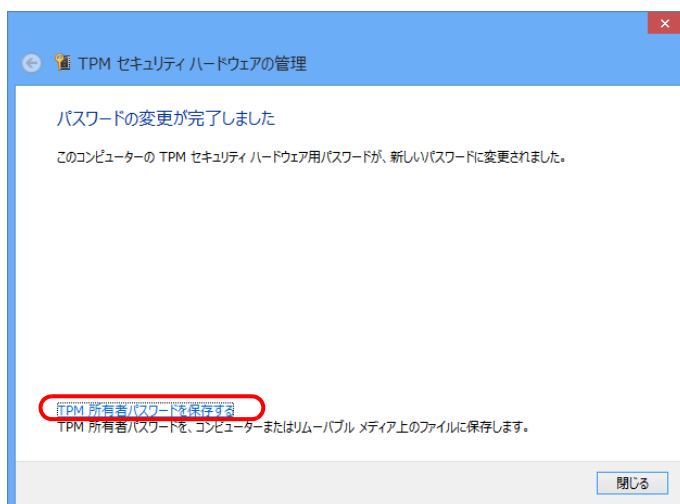 TPM セキュリティ ハードウェアの管理
パスワードの変更が完了しました
このコンピューターの TPM セキュリティ ハードウェア用パスワードが、新しいパスワードに変更されました。
TPM 所有者パスワードを保存する
TPM 所有者パスワードを、コンピューターまたはリムーバブル メディア上のファイルに保存します。
閉じる